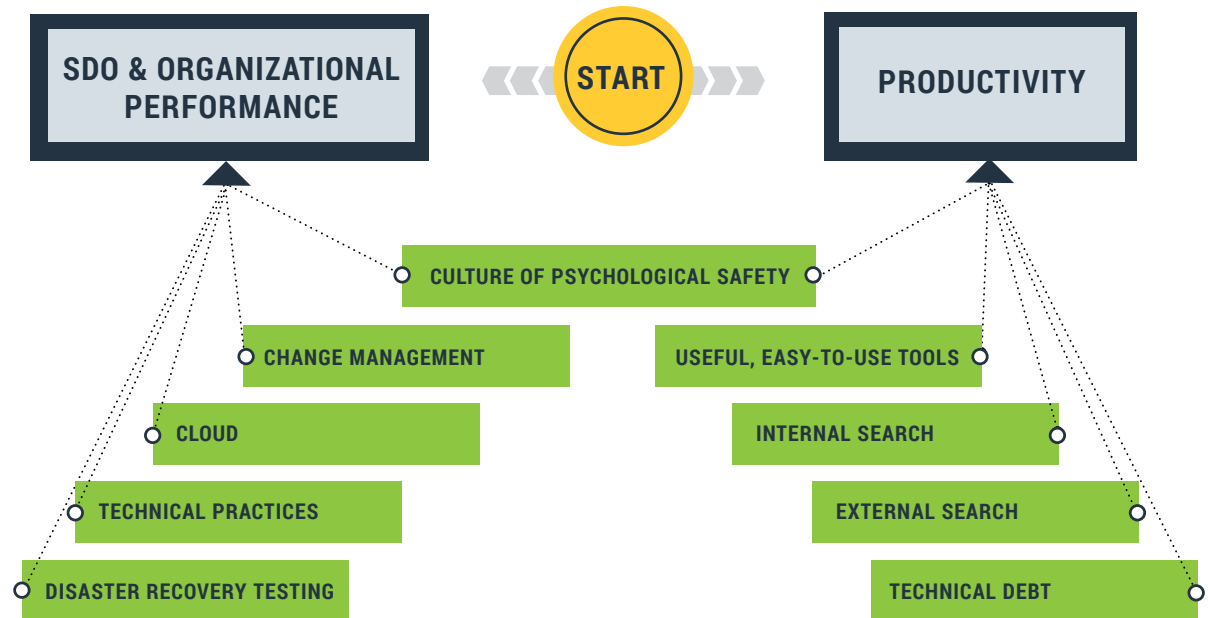 SDO & ORGANIZATIONAL
PERFORMANCE
START
PRODUCTIVITY
CULTURE OF PSYCHOLOGICAL SAFETY
CHANGE MANAGEMENT
USEFUL, EASY-TO-USE TOOLS
CLOUD
INTERNAL SEARCH
TECHNICAL PRACTICES
EXTERNAL SEARCH
DISASTER RECOVERY TESTING
TECHNICAL DEBT